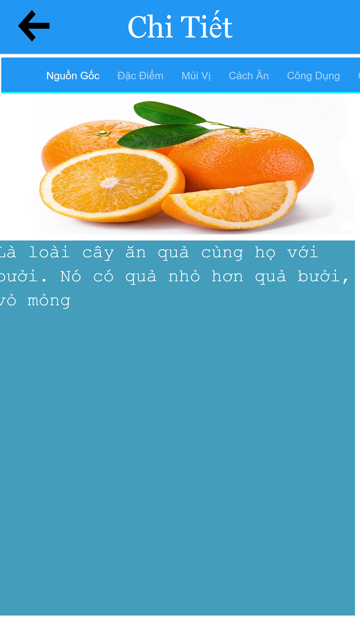 Chi Tiết
Nguồn Gốc Đặc Điểm Mùi Vị Cách Ăn Công Dụng
Là loài cây ăn quả cùng họ với
bưởi. Nó có quả nhỏ hơn quả bưởi,
vỏ mỏng